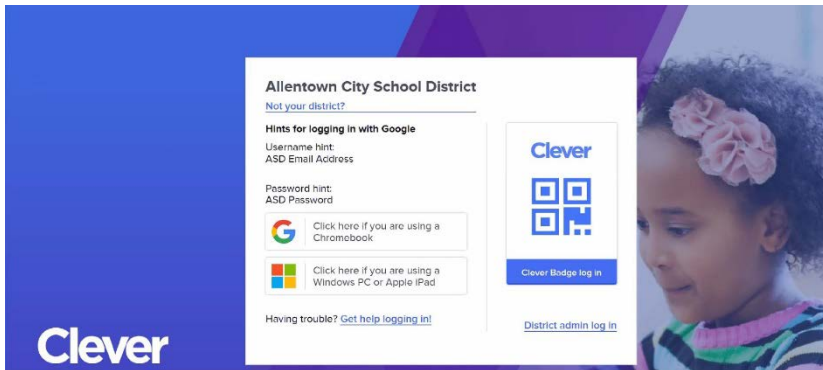 Allentown City School District
Not your district?
Hints for logging in with Google
Username hint:
ASD Email Address
Password hint:
ASD Password
Click here if you are using a
Chromebook
Click here if you are using a
Windows PC or Apple iPad
Having trouble? Get help logging in!
Clever
Clever Badge log in
District admin log in
Clever